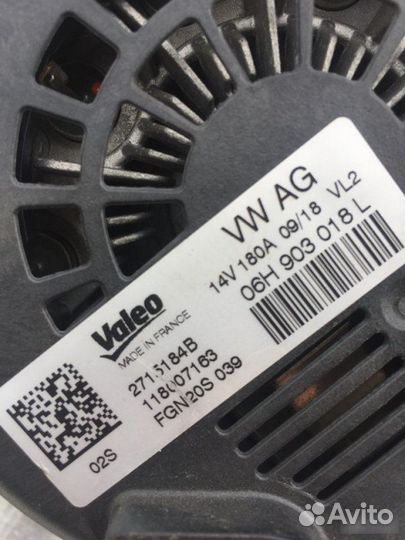 VW AG
14V 180A 09/18 VL2
06H 903 018 L
Valeo
MADE IN FRANCE
2715184B
118007163
FGN20S 039
02S
Avito